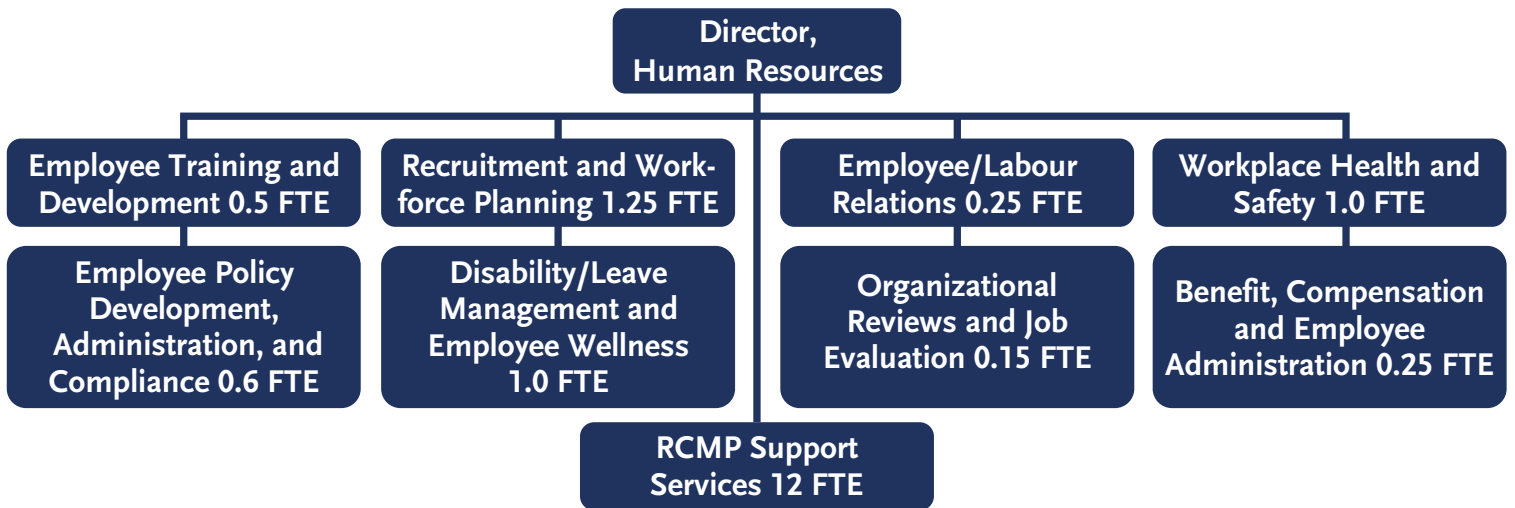 Director,
Human Resources
Employee Training and
Development 0.5 FTE
Recruitment and Work-
force Planning 1.25 FTE
Employee/Labour
Relations 0.25 FTE
Workplace Health and
Safety 1.0 FTE
Employee Policy
Development,
Administration, and
Compliance 0.6 FTE
Disability/Leave
Management and
Employee Wellness
1.0 FTE
Organizational
Reviews and Job
Evaluation 0.15 FTE
Benefit, Compensation
and Employee
Administration 0.25 FTE
RCMP Support
Services 12 FTE